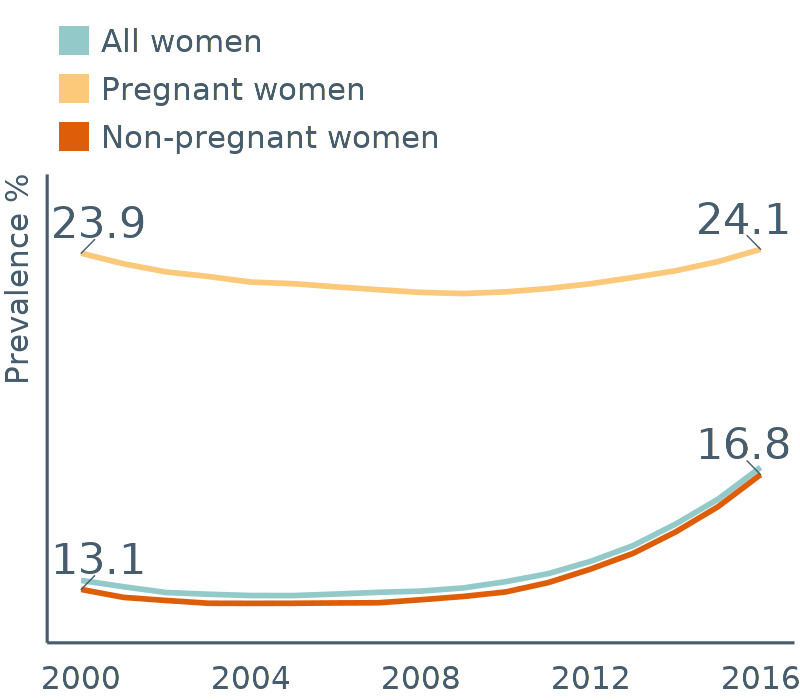 All women
Pregnant women
Non-pregnant women
Prevalence %
23.9
24.1
16.8
13.1
2000 2004 2008 2012 2016